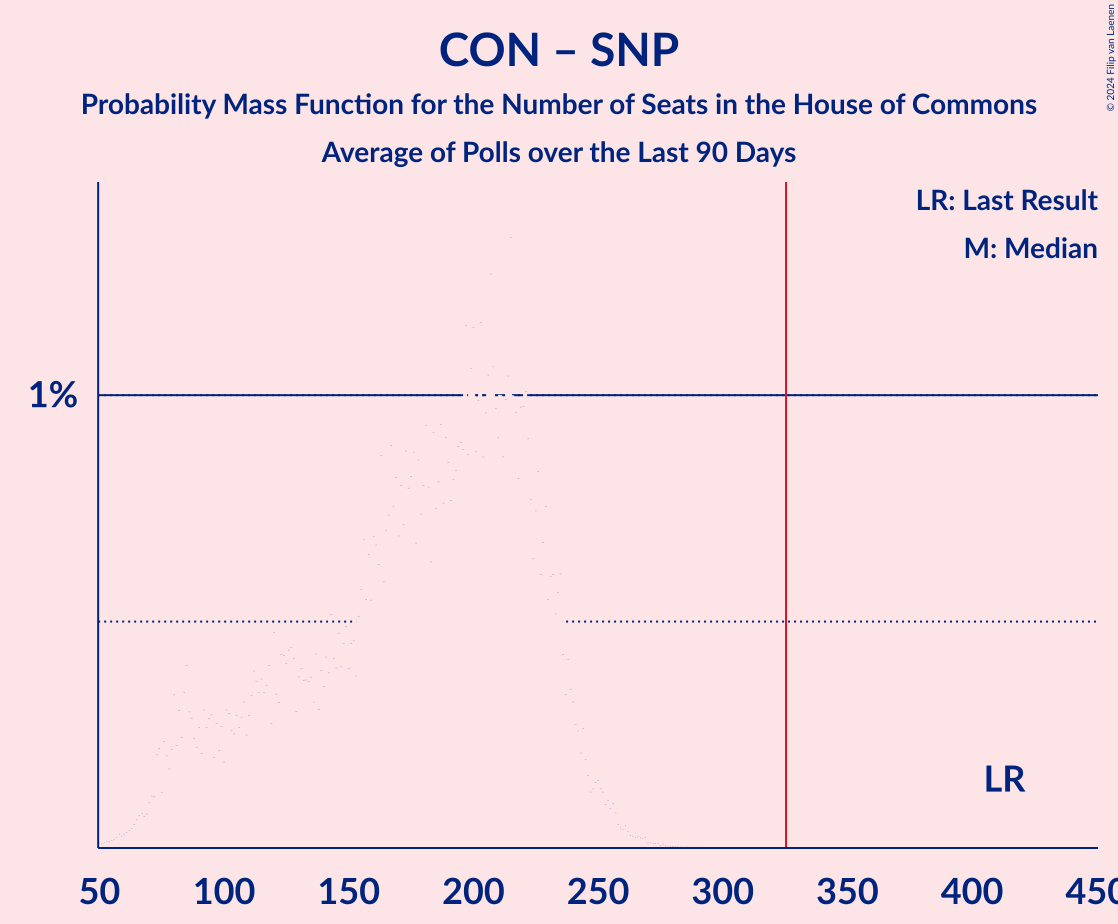 CON – SNP
Probability Mass Function for the Number of Seats in the House of Commons
Average of Polls over the Last 90 Days
© 2024 Filip van Laenen
LR: Last Result
M: Median
1%
LR
50 100 150 200 250 300 350 400 450